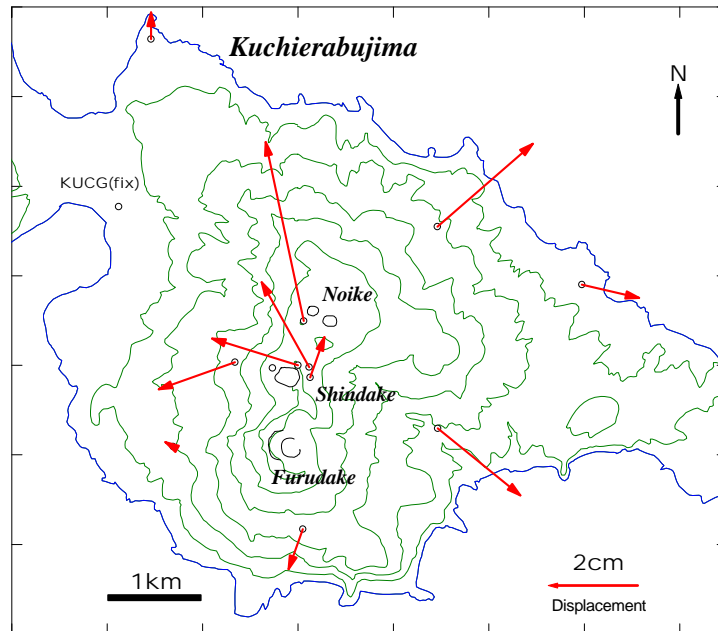 Kuchierabujima
N
KUCG(fix)
Noike
Shindake
Furudake
1km
2cm
Displacement